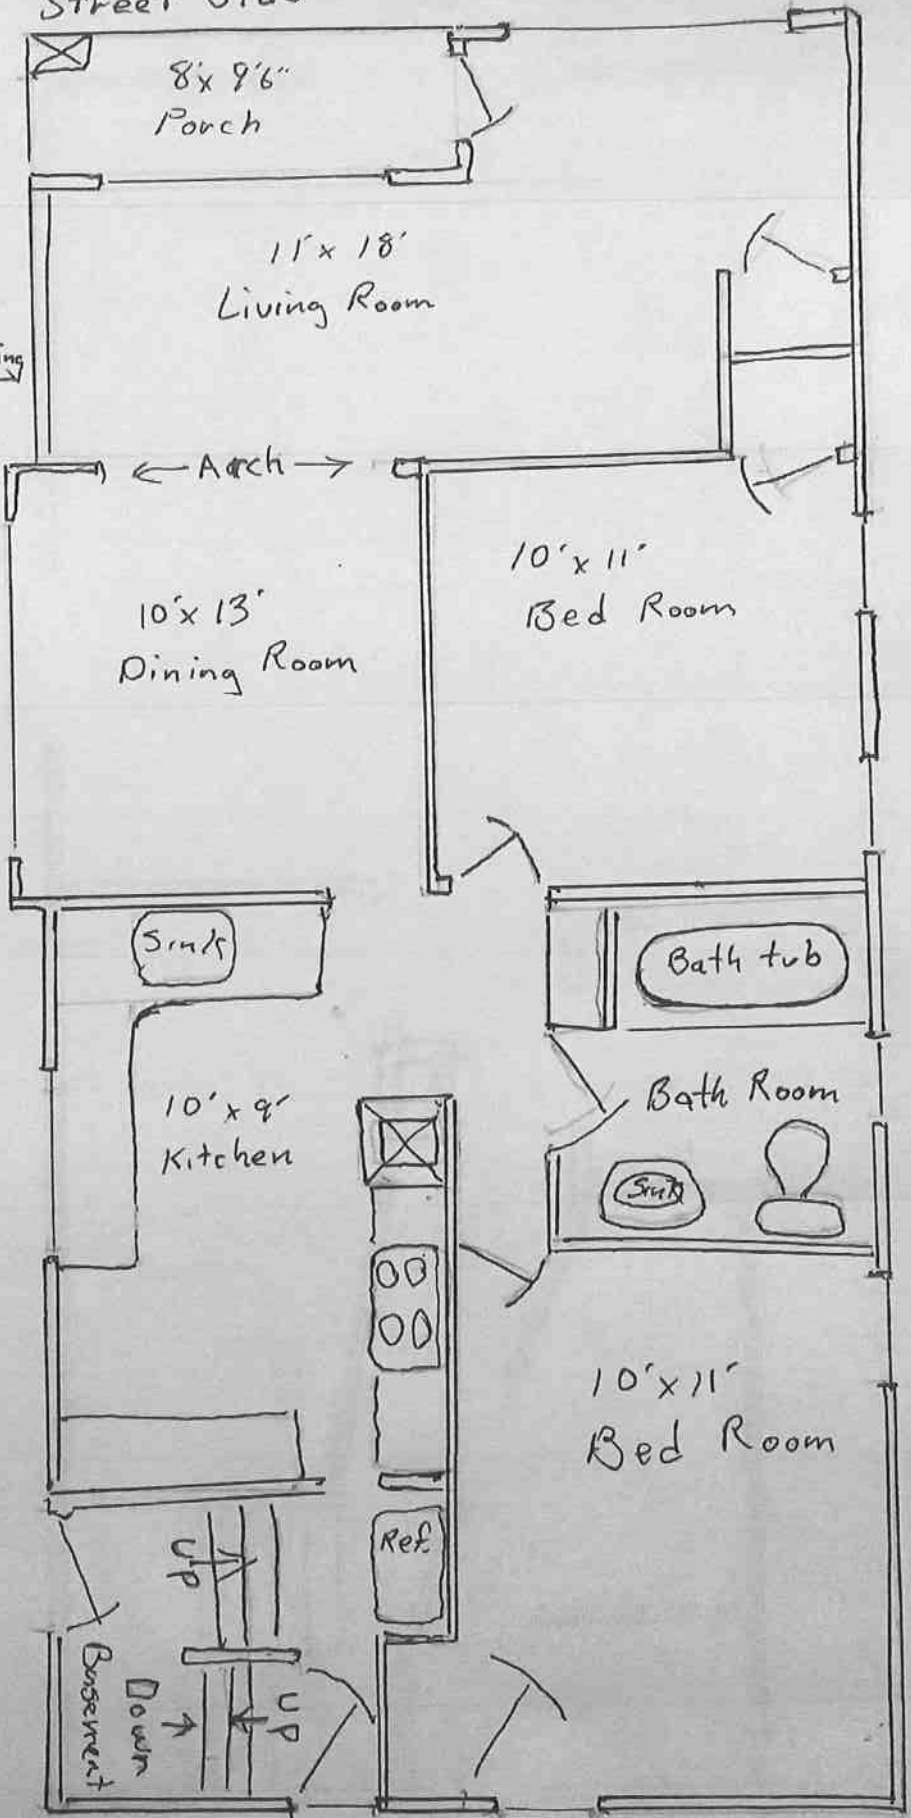 Street
8'x 9'6"
Porch
11'x 18'
Living Room
← Arch →
10'x 13'
Dining Room
10'x 11'
Bed Room
Sink
Bath tub
10'x 9'
Kitchen
Bath Room
Sink
10'x 11'
Bed Room
Ref.
Up
Up
Down
Basement